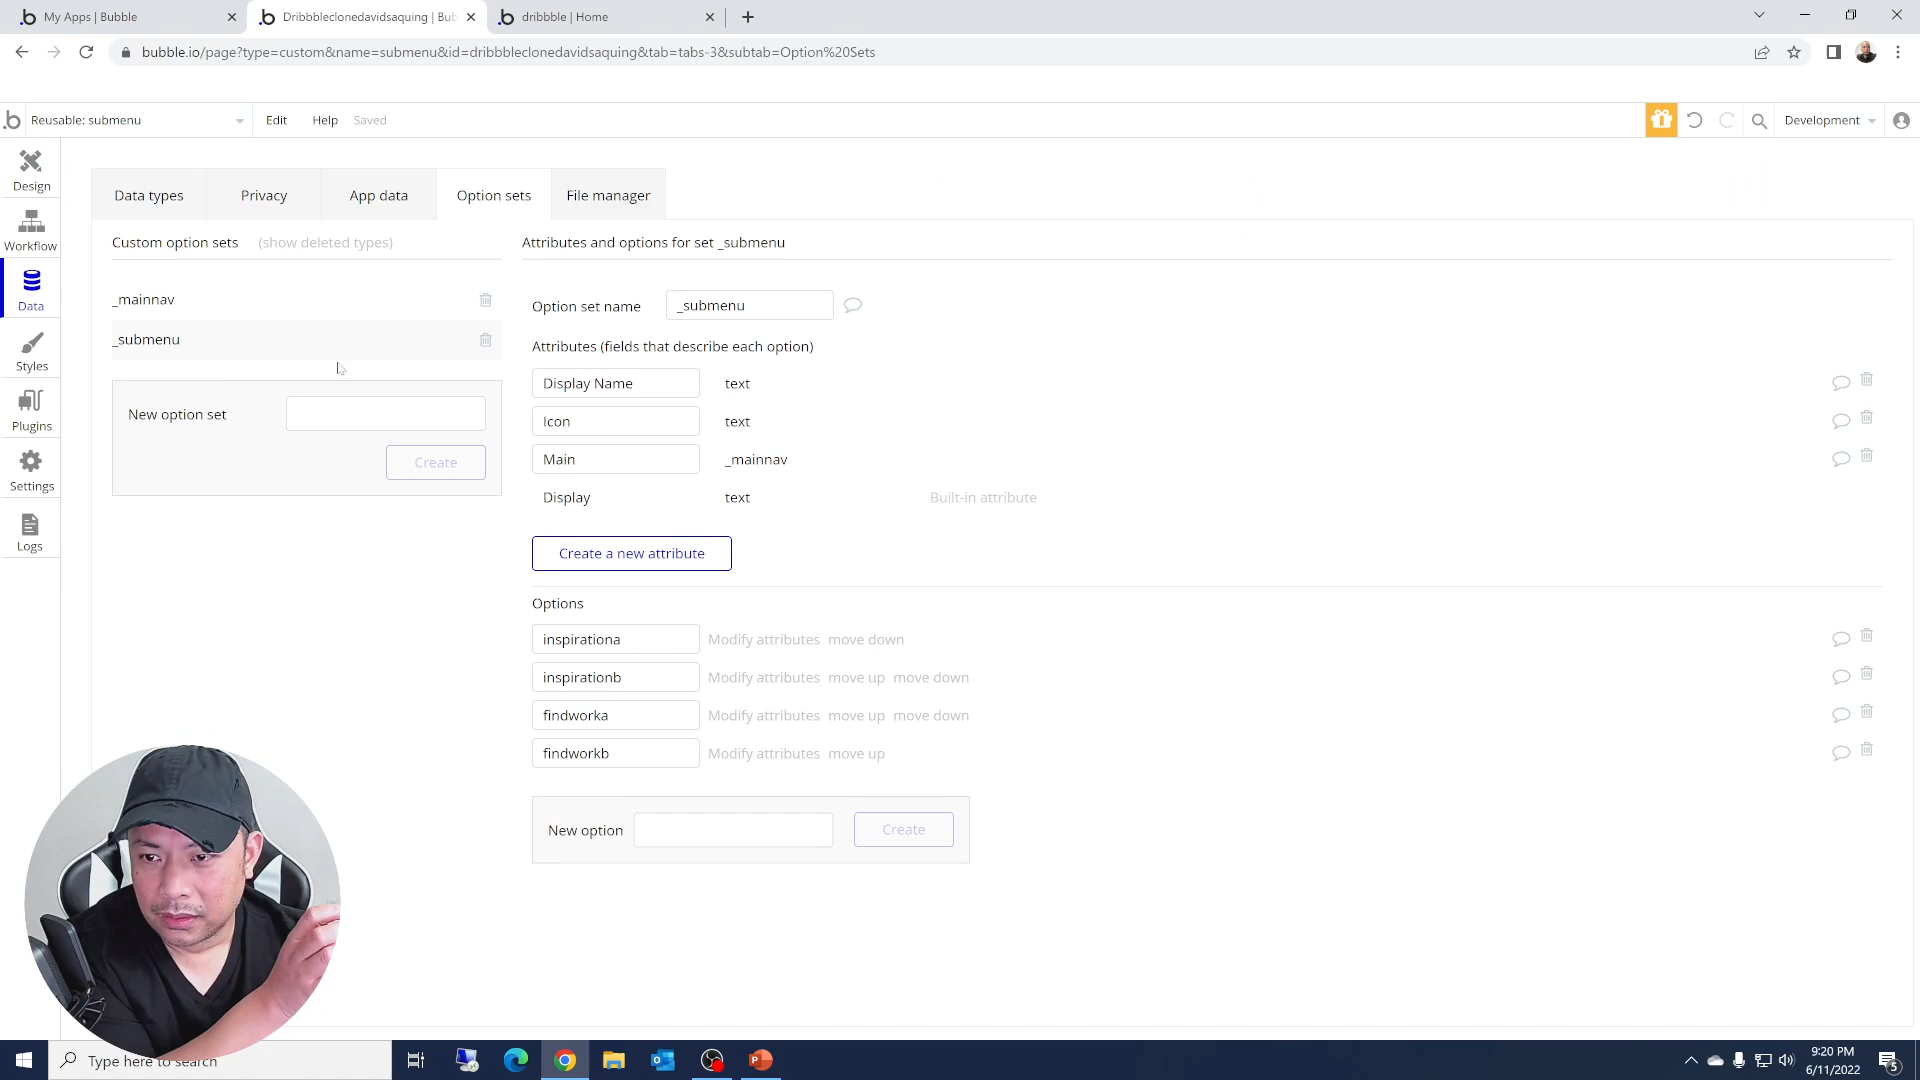 My Apps | Bubble
Dribbbleclonedavidsaquing | Bub
dribbble | Home
bubble.io/page?type=custom&name=submenu&id=dribbbleclonedavidsaquing&tab=tabs-3&subtab=Option%20Sets
Reusable: submenu
Edit
Help
Saved
Development
Design
Workflow
Data
Styles
Plugins
Settings
Logs
Data types
Privacy
App data
Option sets
File manager
Custom option sets
(show deleted types)
_mainnav
_submenu
New option set
Create
Attributes and options for set _submenu
Option set name
_submenu
Attributes (fields that describe each option)
Display Name text
Icon text
Main _mainnav
Display text Built-in attribute
Create a new attribute
Options
inspirationa Modify attributes move down
inspirationb Modify attributes move up move down
findworka Modify attributes move up move down
findworkb Modify attributes move up
New option
Create
Type here to search
9:20 PM
6/11/2022
5